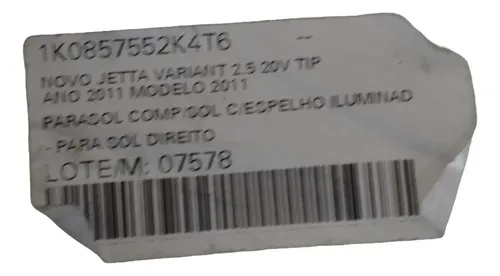 1K0857552K4T6 --
NOVO JETTA VARIANT 2.5 20V TIP
ANO 2011 MODELO 2011
PARASOL COMP/SOL C/ESPELHO ILUMINAD
- PARA SOL DIREITO
LOTE/M: 07578